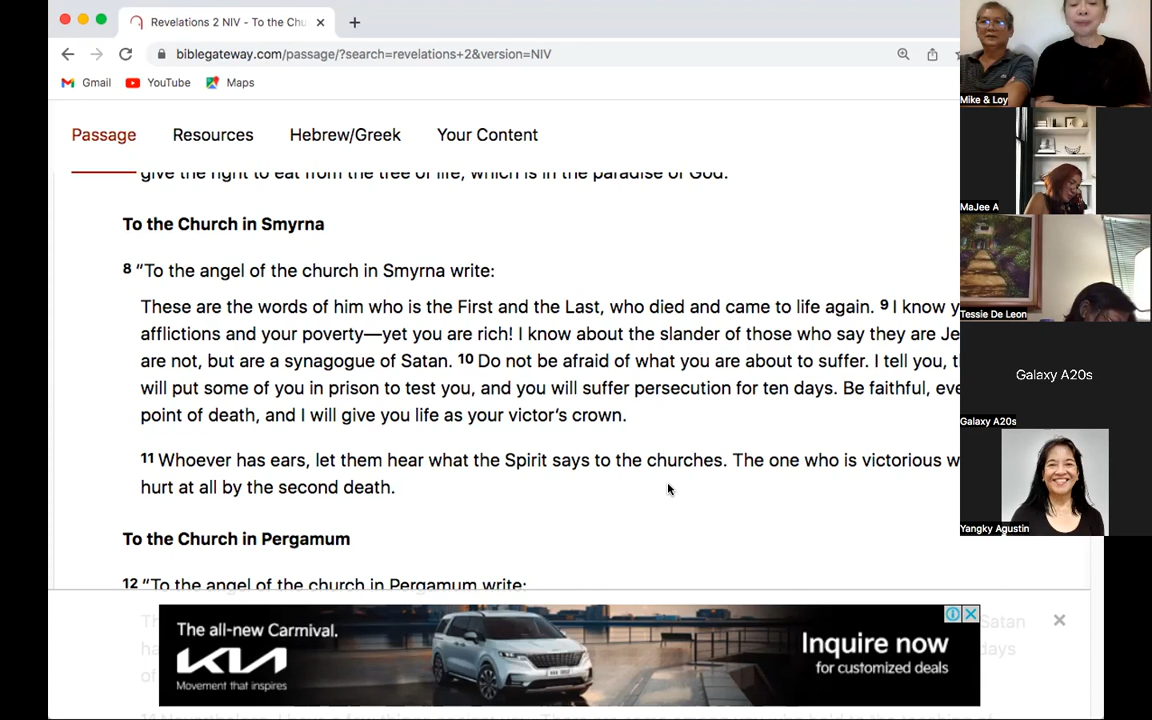 Revelations 2 NIV - To the Chu
biblegateway.com/passage/?search=revelations+2&version=NIV
Gmail YouTube Maps
Passage Resources Hebrew/Greek Your Content
give the right to eat from the tree of life, which is in the paradise of God.
To the Church in Smyrna
8 "To the angel of the church in Smyrna write:
These are the words of him who is the First and the Last, who died and came to life again. 9 I know y
afflictions and your poverty—yet you are rich! I know about the slander of those who say they are Je
are not, but are a synagogue of Satan. 10 Do not be afraid of what you are about to suffer. I tell you, t
will put some of you in prison to test you, and you will suffer persecution for ten days. Be faithful, eve
point of death, and I will give you life as your victor's crown.
11 Whoever has ears, let them hear what the Spirit says to the churches. The one who is victorious w
hurt at all by the second death.
To the Church in Pergamum
12 "To the angel of the church in Pergamum write:
Satan
days
The all-new Carnival.
KIA
Movement that inspires
Inquire now
for customized deals
Mike & Loy
MaJee A
Tessie De Leon
Galaxy A20s
Galaxy A20s
Yangky Agustin